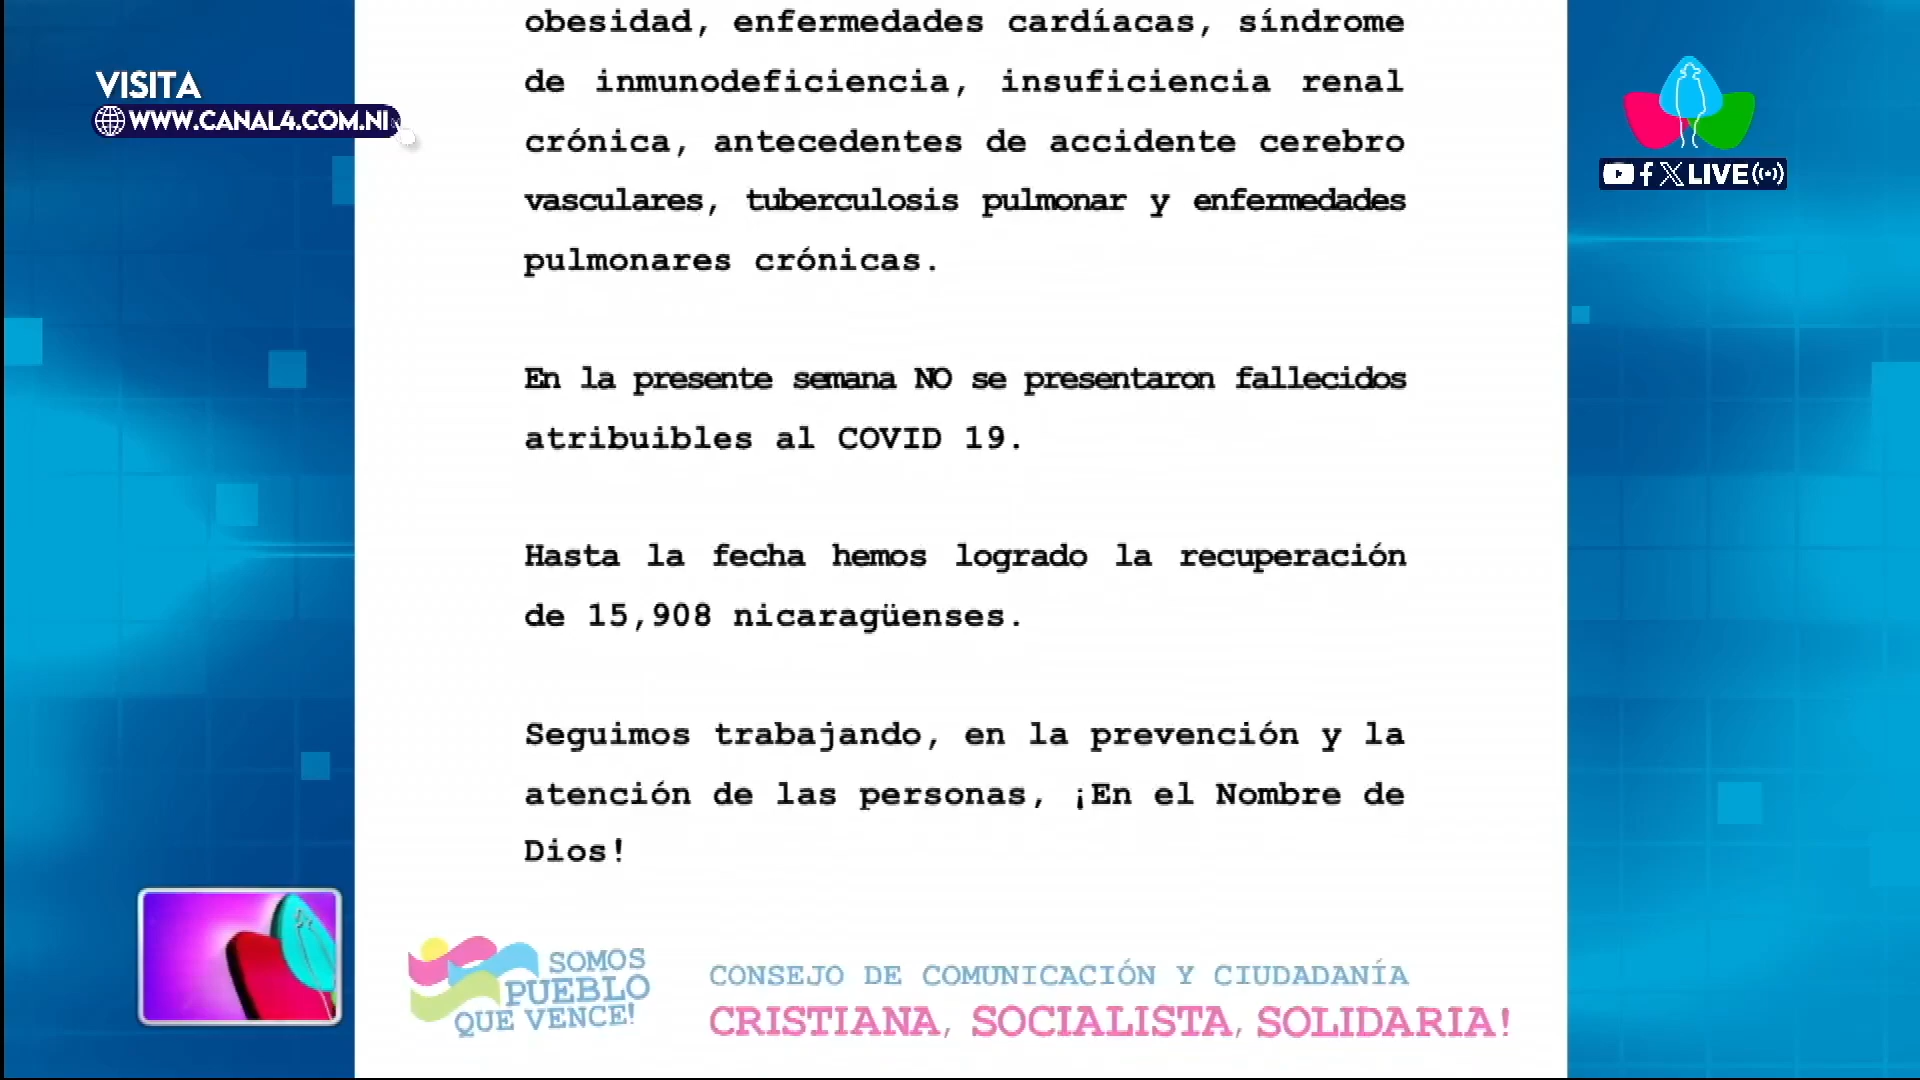 obesidad, enfermedades cardíacas, síndrome
de inmunodeficiencia, insuficiencia renal
crónica, antecedentes de accidente cerebro
vasculares, tuberculosis pulmonar y enfermedades
pulmonares crónicas.
En la presente semana NO se presentaron fallecidos
atribuibles al COVID 19.
Hasta la fecha hemos logrado la recuperación
de 15,908 nicaragüenses.
Seguimos trabajando, en la prevención y la
atención de las personas, ¡En el Nombre de
Dios!
SOMOS
PUEBLO
QUE VENCE!
CONSEJO DE COMUNICACIÓN Y CIUDADANÍA
CRISTIANA, SOCIALISTA, SOLIDARIA!
VISITA
WWW.CANAL4.COM.NI
LIVE